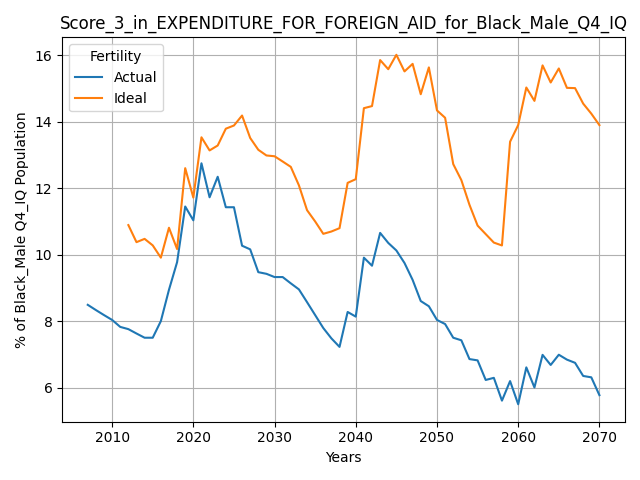 Score_3_in_EXPENDITURE_FOR_FOREIGN_AID_for_Black_Male_Q4_IQ
Fertility
Actual
Ideal
% of Black_Male Q4_IQ Population
16
14
12
10
8
6
2010 2020 2030 2040 2050 2060 2070
Years